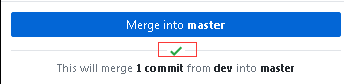 Merge into master
This will merge 1 commit from dev into master